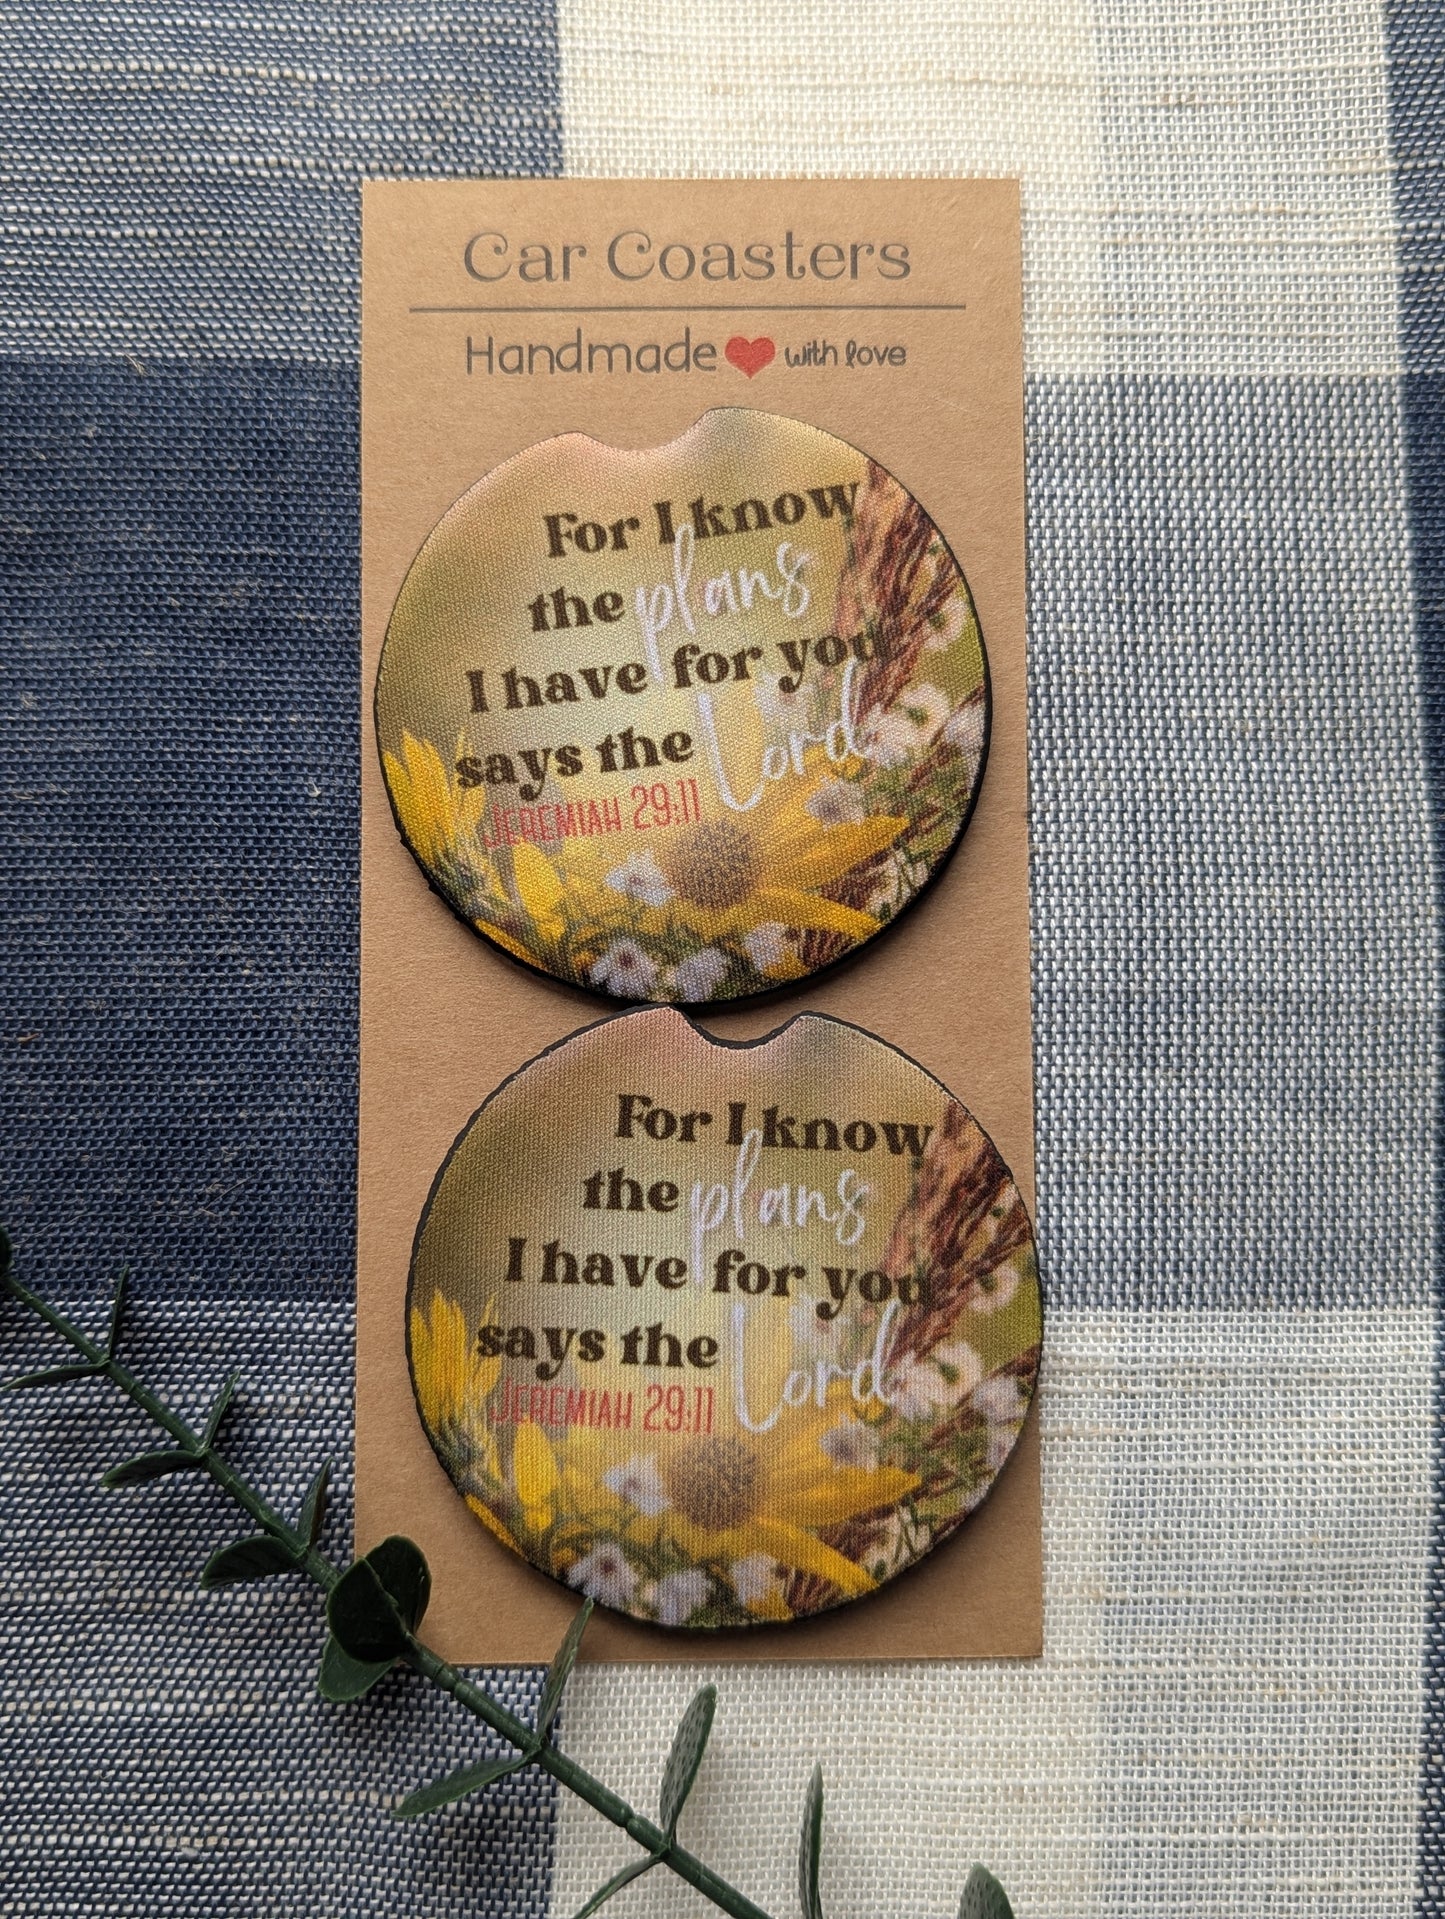 Car Coasters
Handmade with love
For I know
the plans
I have for you
says the Lord
Jeremiah 29:11
For I know
the plans
I have for you
says the Lord
Jeremiah 29:11